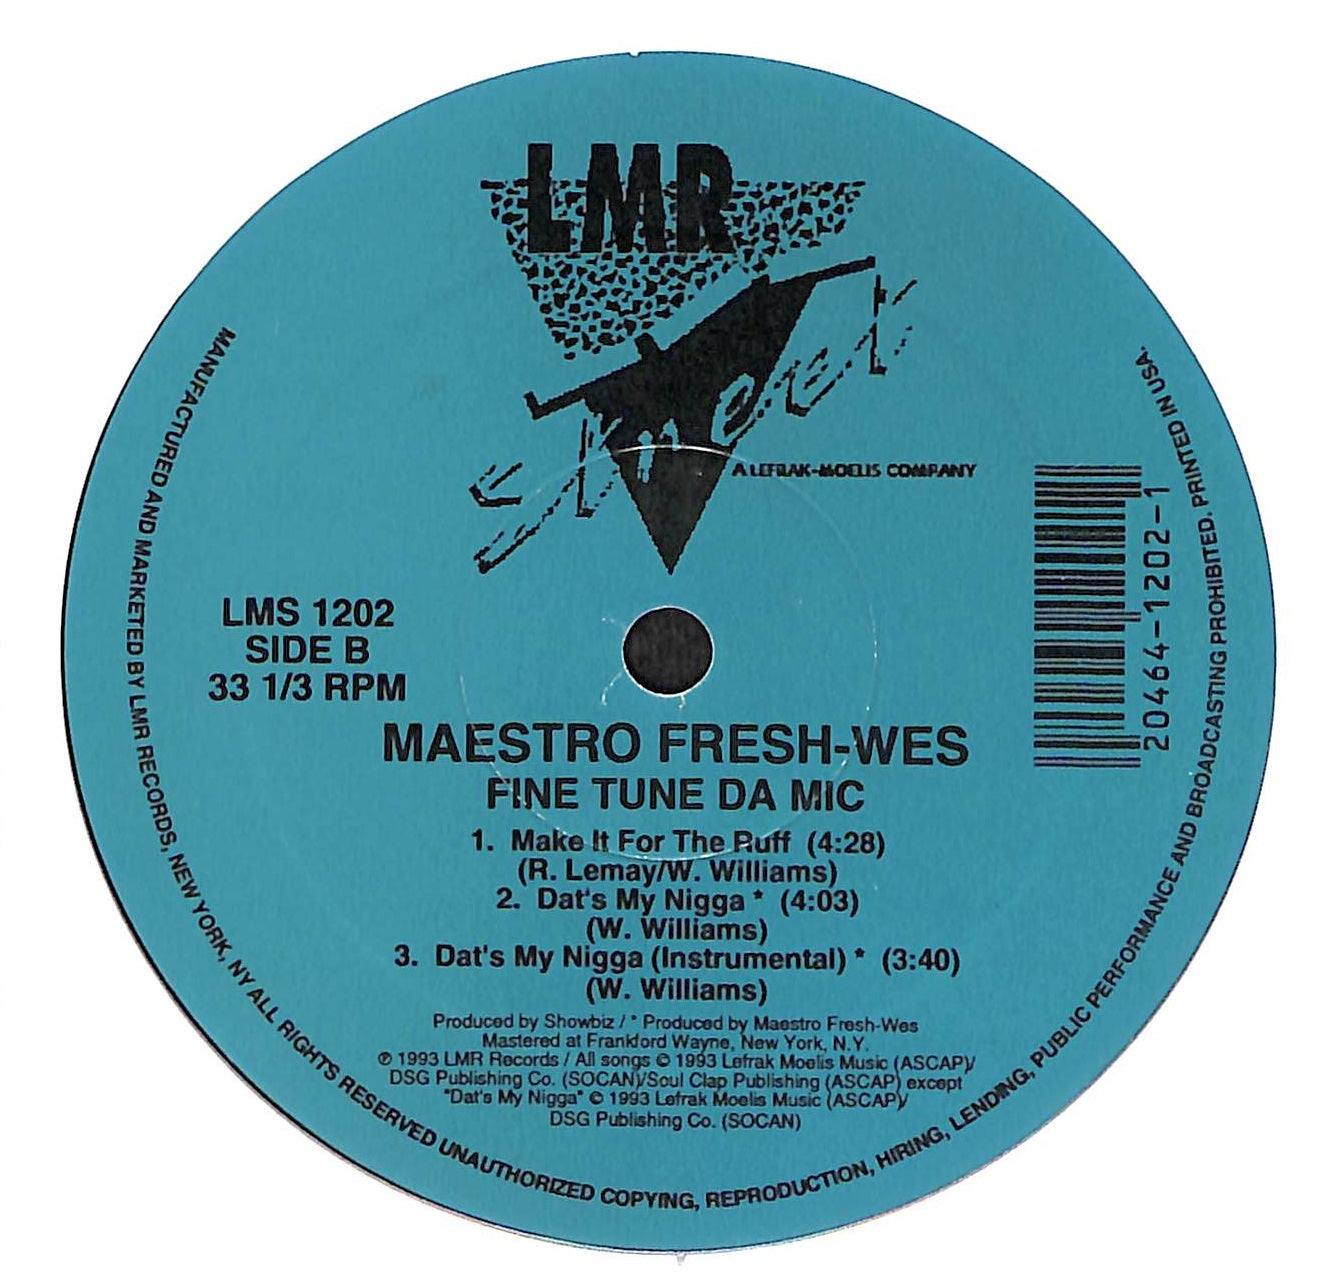 LMR
A LEFRAK-MOELIS COMPANY
LMS 1202
SIDE B
33 1/3 RPM
20464-1202-1
MAESTRO FRESH-WES
FINE TUNE DA MIC
1. Make It For The Ruff (4:28)
(R. Lemay/W. Williams)
2. Dat's My Nigga * (4:03)
(W. Williams)
3. Dat's My Nigga (Instrumental) * (3:40)
(W. Williams)
Produced by Showbiz / * Produced by Maestro Fresh-Wes
Mastered at Frankford Wayne, New York, N.Y.
℗ 1993 LMR Records / All songs © 1993 Lefrak Moelis Music (ASCAP)/
DSG Publishing Co. (SOCAN)/Soul Clap Publishing (ASCAP) except
"Dat's My Nigga" © 1993 Lefrak Moelis Music (ASCAP)/
DSG Publishing Co. (SOCAN)
MANUFACTURED AND MARKETED BY LMR RECORDS, NEW YORK, NY ALL RIGHTS RESERVED UNAUTHORIZED COPYING, REPRODUCTION, HIRING, LENDING, PUBLIC PERFORMANCE AND BROADCASTING PROHIBITED. PRINTED IN USA.